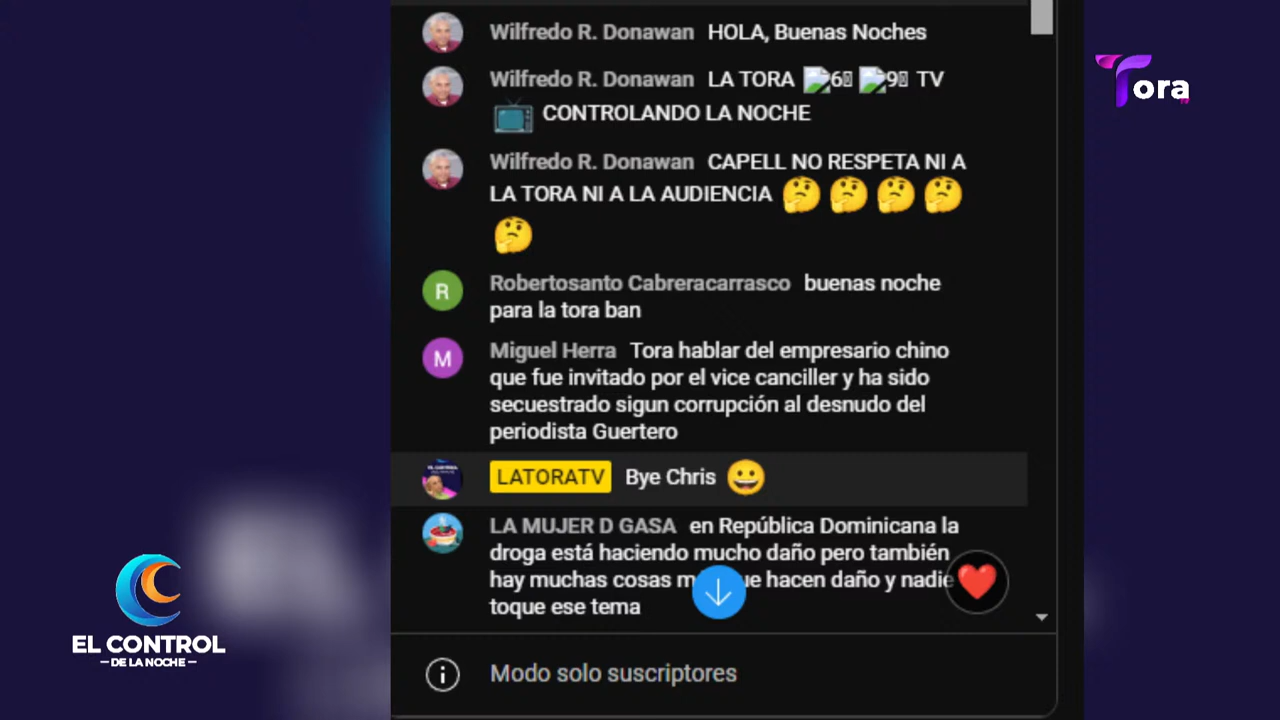 Wilfredo R. Donawan HOLA, Buenas Noches
Wilfredo R. Donawan LA TORA 6 9 TV
📺 CONTROLANDO LA NOCHE
Wilfredo R. Donawan CAPELL NO RESPETA NI A
LA TORA NI A LA AUDIENCIA 🤔🤔🤔🤔
🤔
R Robertosanto Cabreracarrasco buenas noche
para la tora ban
M Miguel Herra Tora hablar del empresario chino
que fue invitado por el vice canciller y ha sido
secuestrado sigun corrupción al desnudo del
periodista Guertero
LATORATV Bye Chris 😀
LA MUJER D GASA en República Dominicana la
droga está haciendo mucho daño pero también
hay muchas cosas hacen daño y nadie
toque ese tema
Modo solo suscriptores
Tora
EL CONTROL
DE LA NOCHE